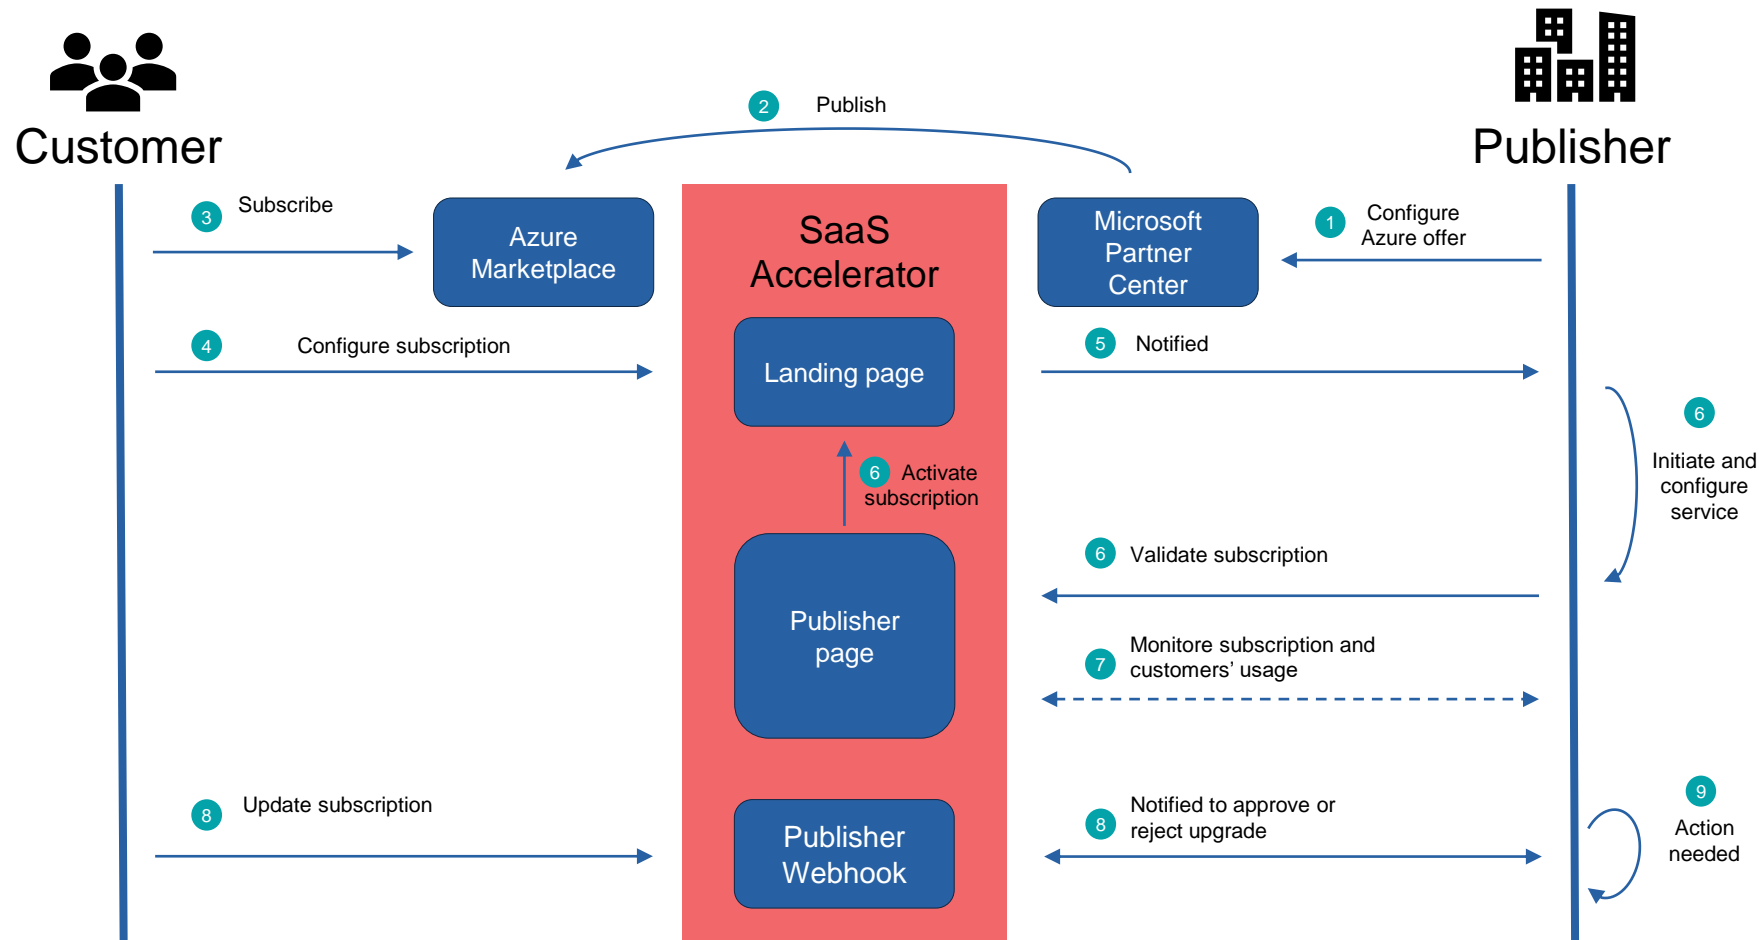 Customer
Publisher
2
Publish
3
Subscribe
Azure
Marketplace
SaaS
Accelerator
Microsoft
Partner
Center
1
Configure
Azure offer
4
Configure subscription
Landing page
5
Notified
6
Initiate and
configure
service
6
Activate
subscription
6
Validate subscription
Publisher
page
7
Monitore subscription and
customers’ usage
8
Update subscription
Publisher
Webhook
8
Notified to approve or
reject upgrade
9
Action
needed